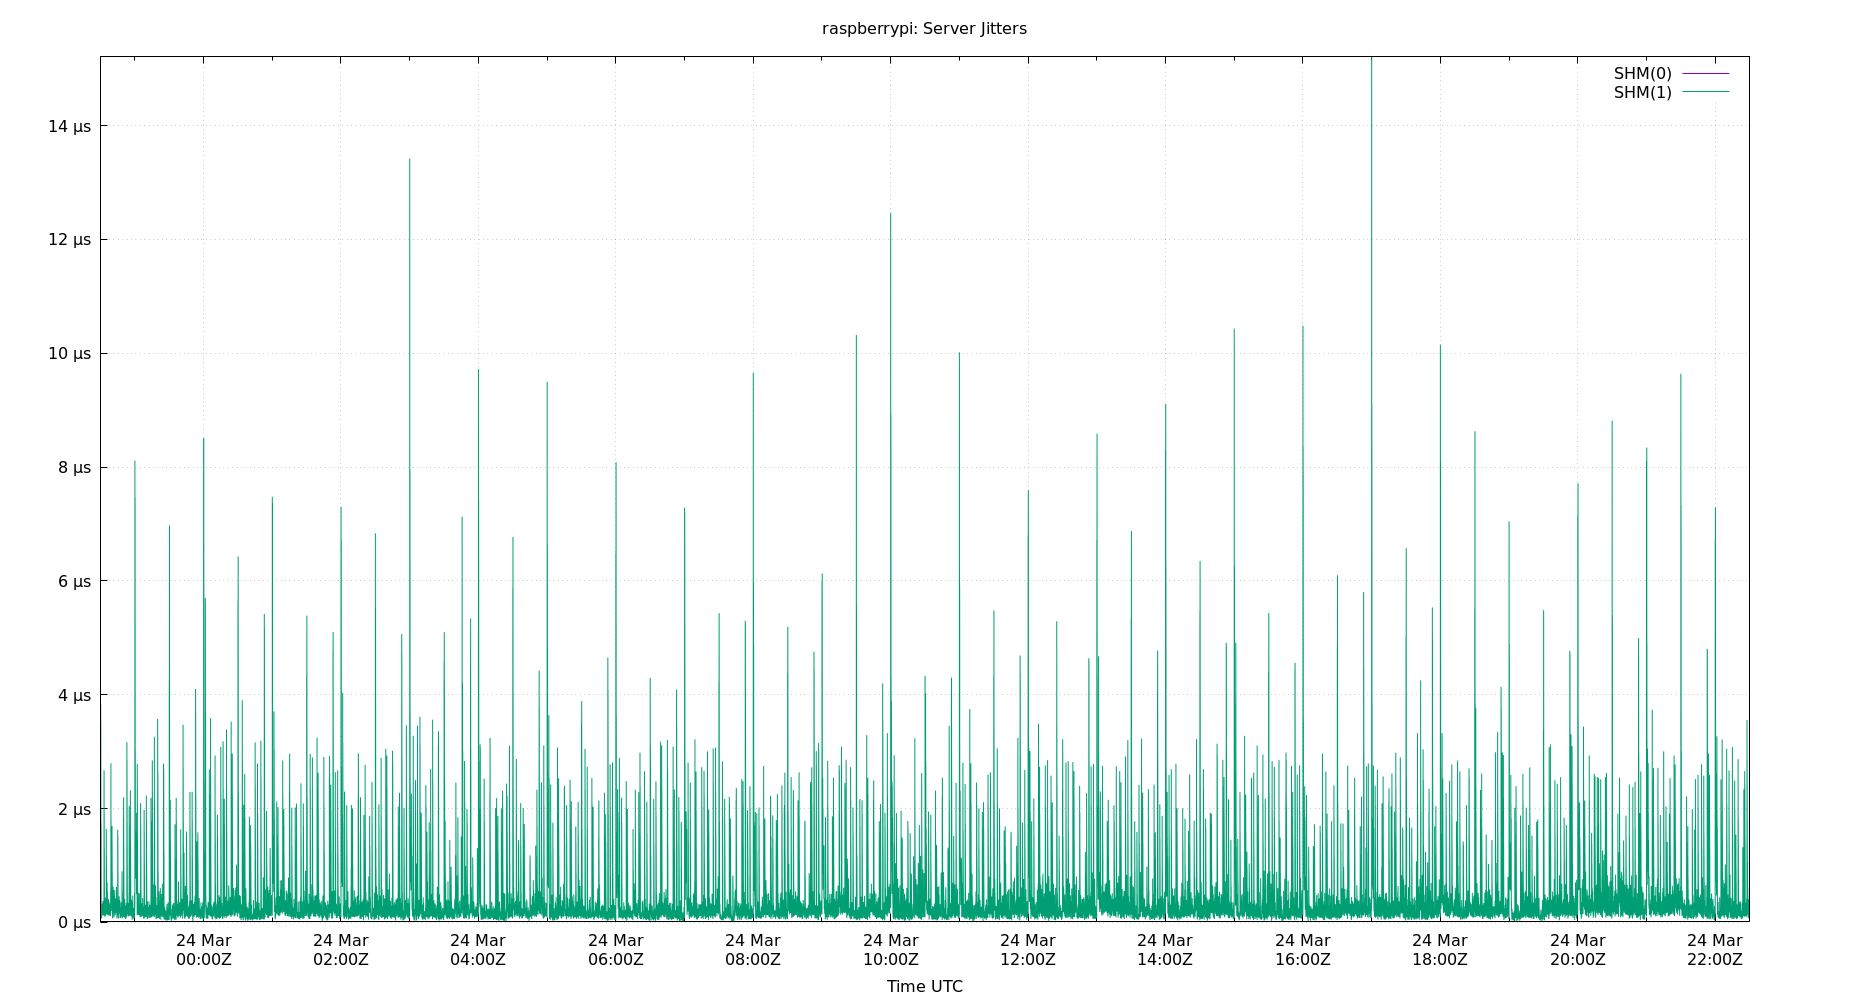 raspberrypi: Server Jitters
SHM(0)
SHM(1)
14 µs
12 µs
10 µs
8 µs
6 µs
4 µs
2 µs
0 µs
24 Mar 24 Mar 24 Mar 24 Mar 24 Mar 24 Mar 24 Mar 24 Mar 24 Mar 24 Mar 24 Mar 24 Mar
00:00Z 02:00Z 04:00Z 06:00Z 08:00Z 10:00Z 12:00Z 14:00Z 16:00Z 18:00Z 20:00Z 22:00Z
Time UTC